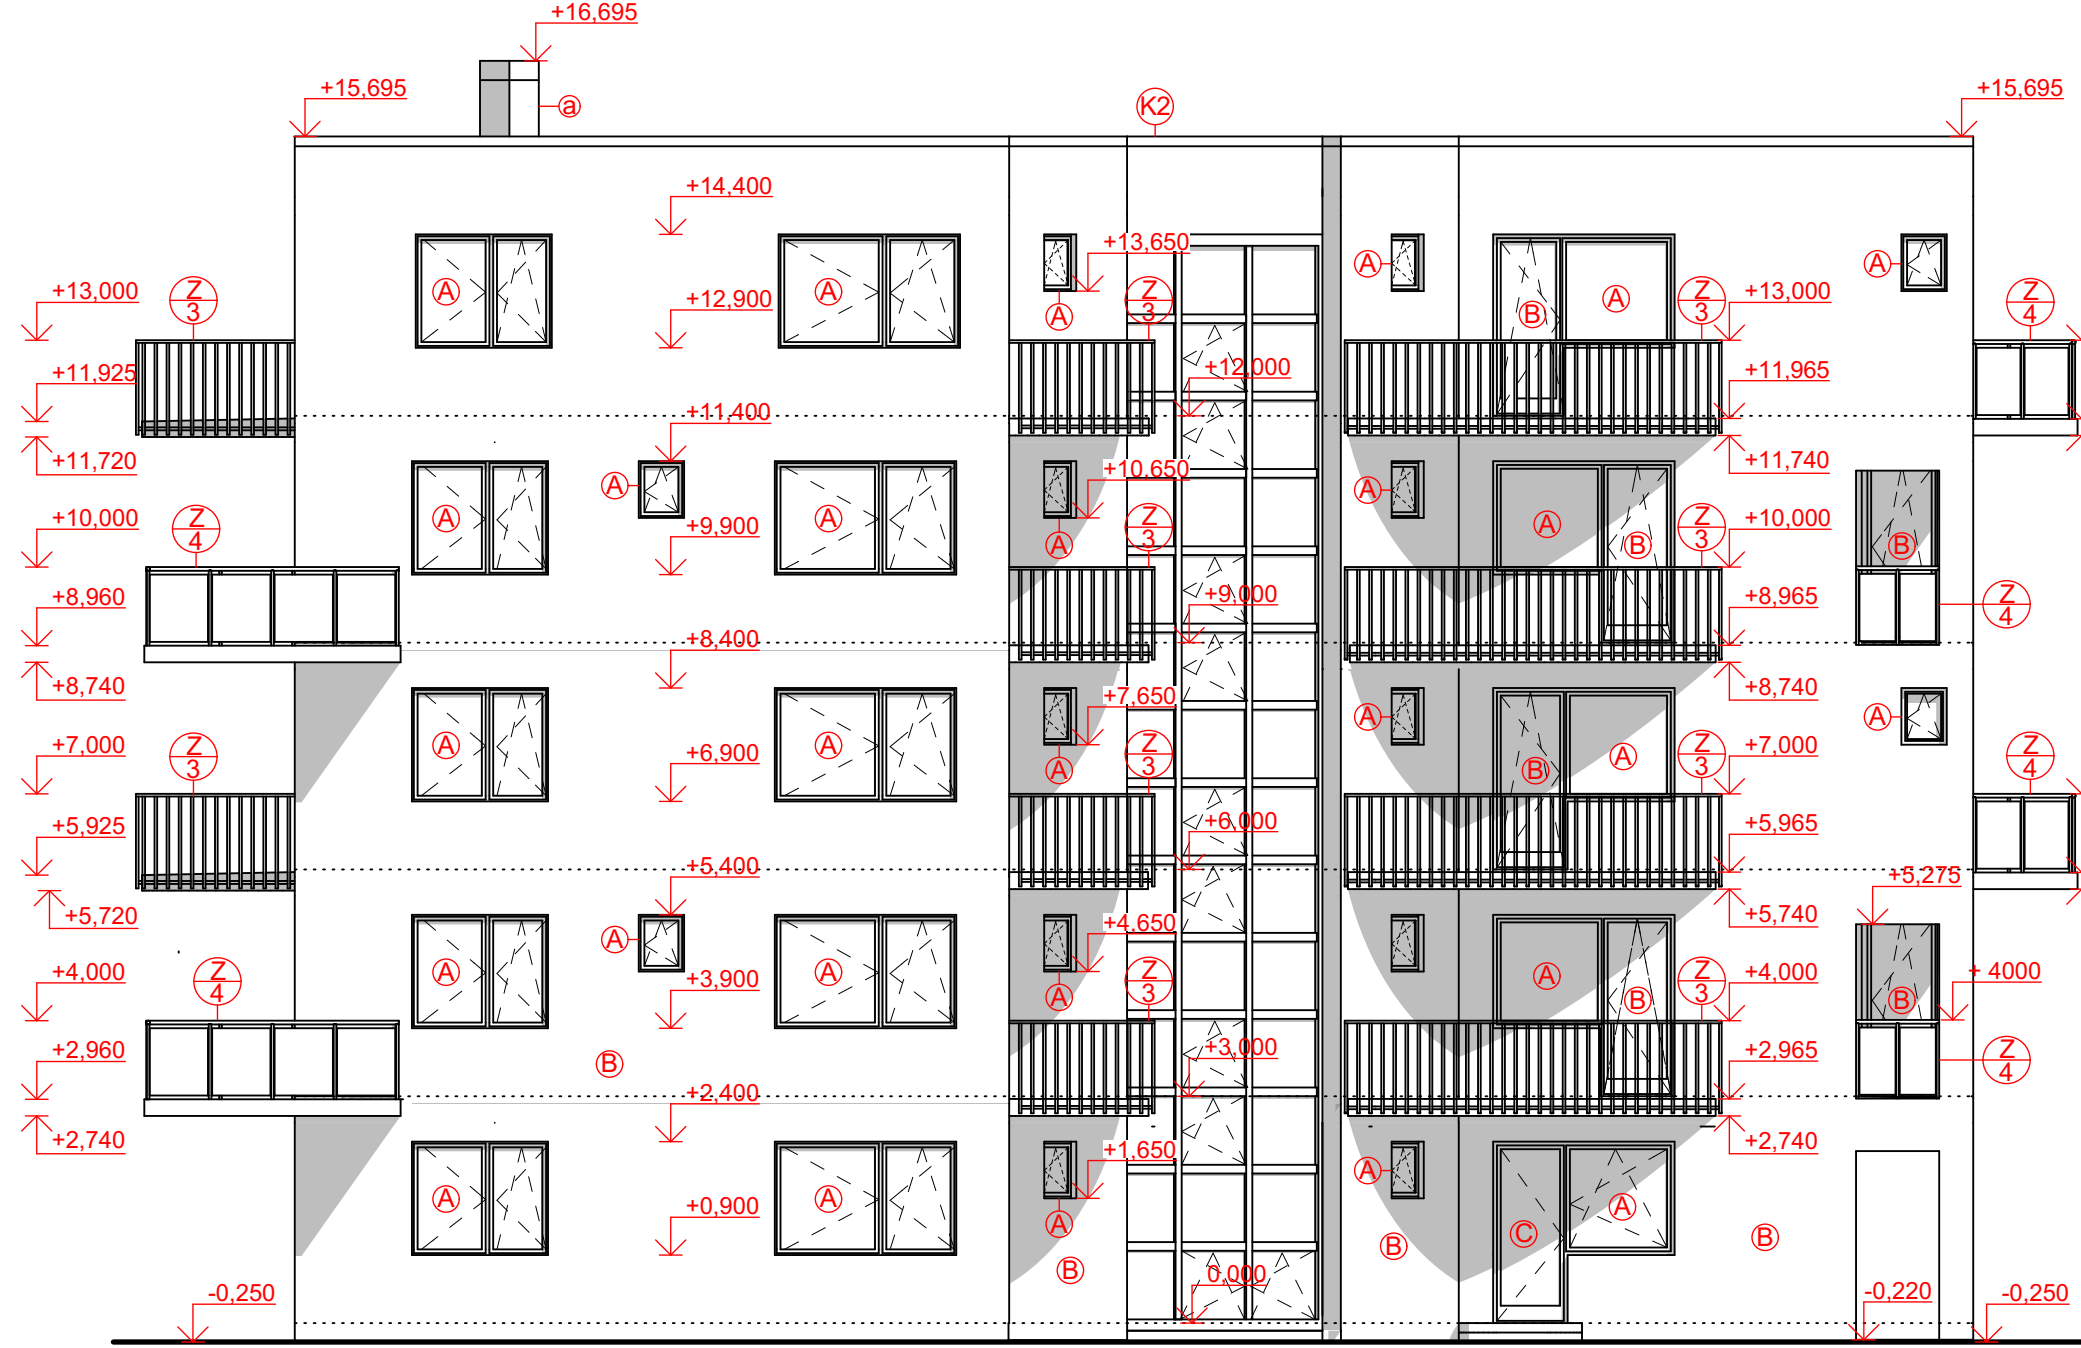 +16,695
+15,695
a
K2
+15,695
+14,400
+13,650
A
A
A
A
A
B
A
+13,000
Z
3
+12,900
A
Z
3
Z
3
+13,000
Z
4
+11,925
+12,000
+11,965
+11,400
+11,720
+10,650
+11,740
A
A
A
A
A
A
B
B
+10,000
Z
4
+9,900
A
Z
3
Z
3
+10,000
+8,960
+9,000
+8,965
Z
4
+8,400
+8,740
+7,650
+8,740
A
A
A
A
+7,000
Z
3
+6,900
A
Z
3
B
A
Z
3
+7,000
Z
4
+5,925
+6,000
+5,965
+5,400
+5,275
+5,720
+4,650
+5,740
A
A
A
A
B
B
+4,000
Z
4
+3,900
A
Z
3
Z
3
+4,000
+ 4000
+2,960
B
+3,000
+2,965
Z
4
+2,400
+2,740
+1,650
+2,740
A
A
A
+0,900
A
A
C
B
B
B
0,000
-0,250
-0,220
-0,250